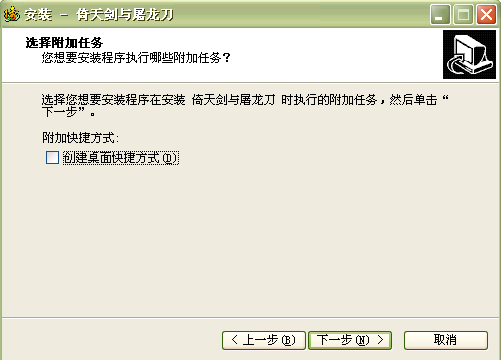 安装 - 倚天剑与屠龙刀
选择附加任务
您想要安装程序执行哪些附加任务？
选择您想要安装程序在安装 倚天剑与屠龙刀 时执行的附加任务，然后单击“
下一步”。
附加快捷方式:
创建桌面快捷方式(D)
< 上一步(B) 下一步(N) > 取消